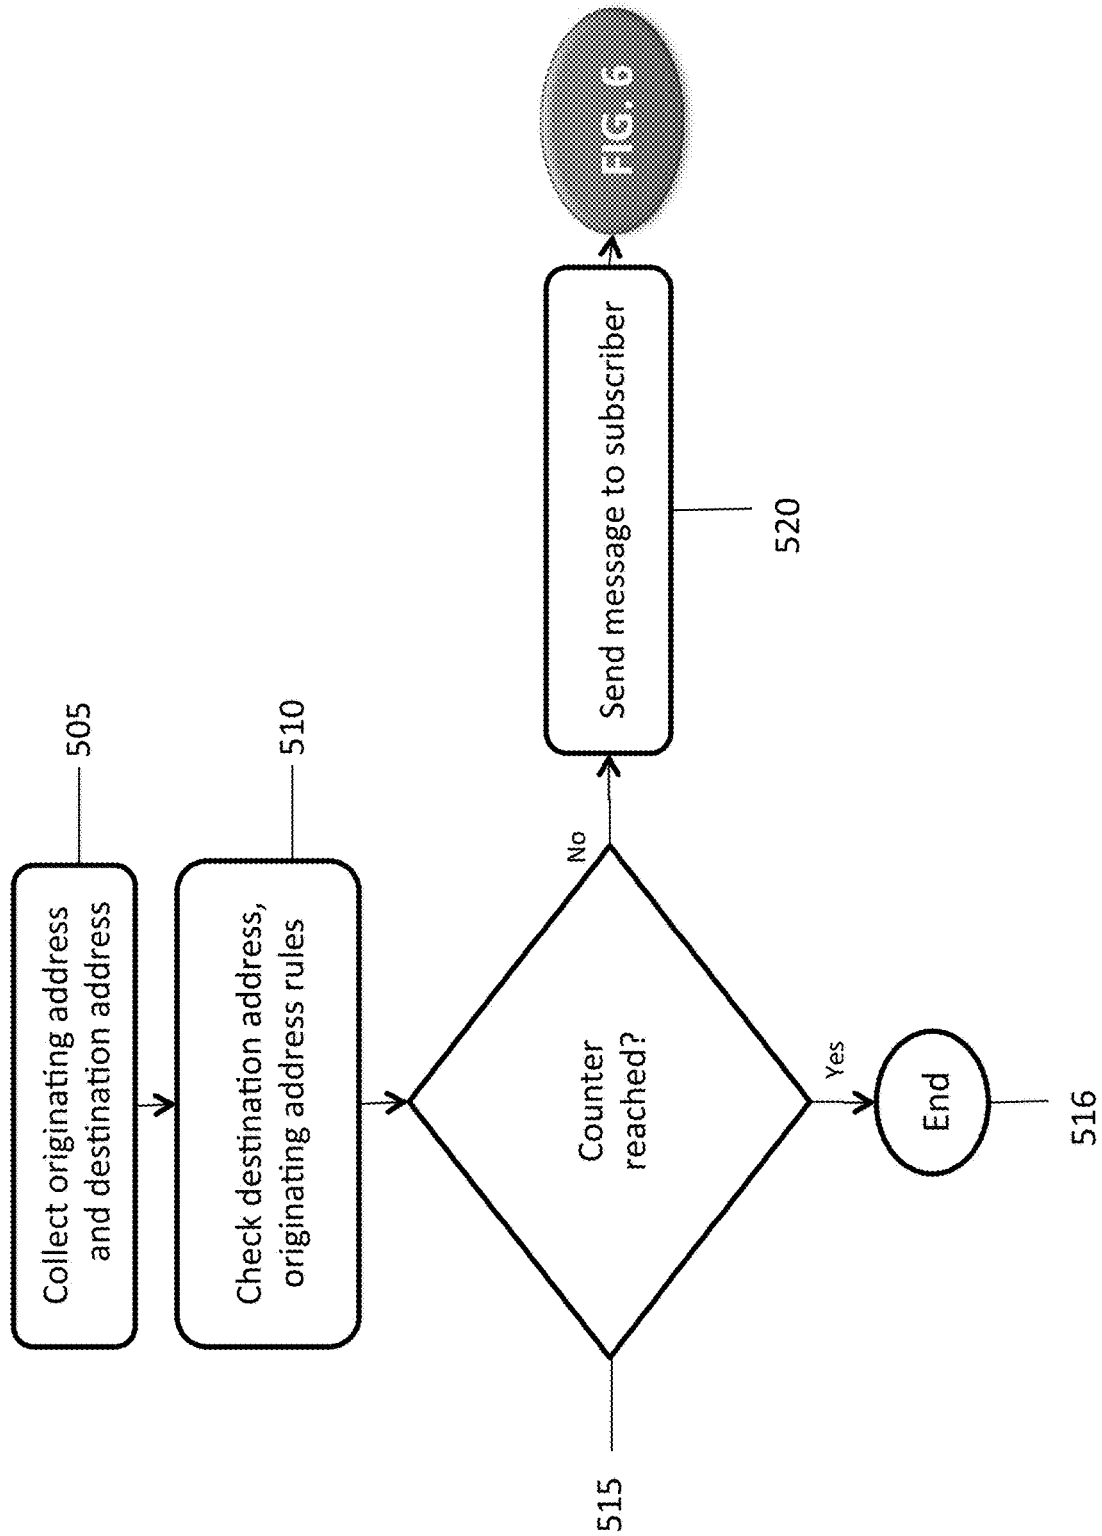 Collect originating address
and destination address
505
Check destination address,
originating address rules
510
Counter
reached?
515
No
Send message to subscriber
520
FIG. 6
Yes
End
516